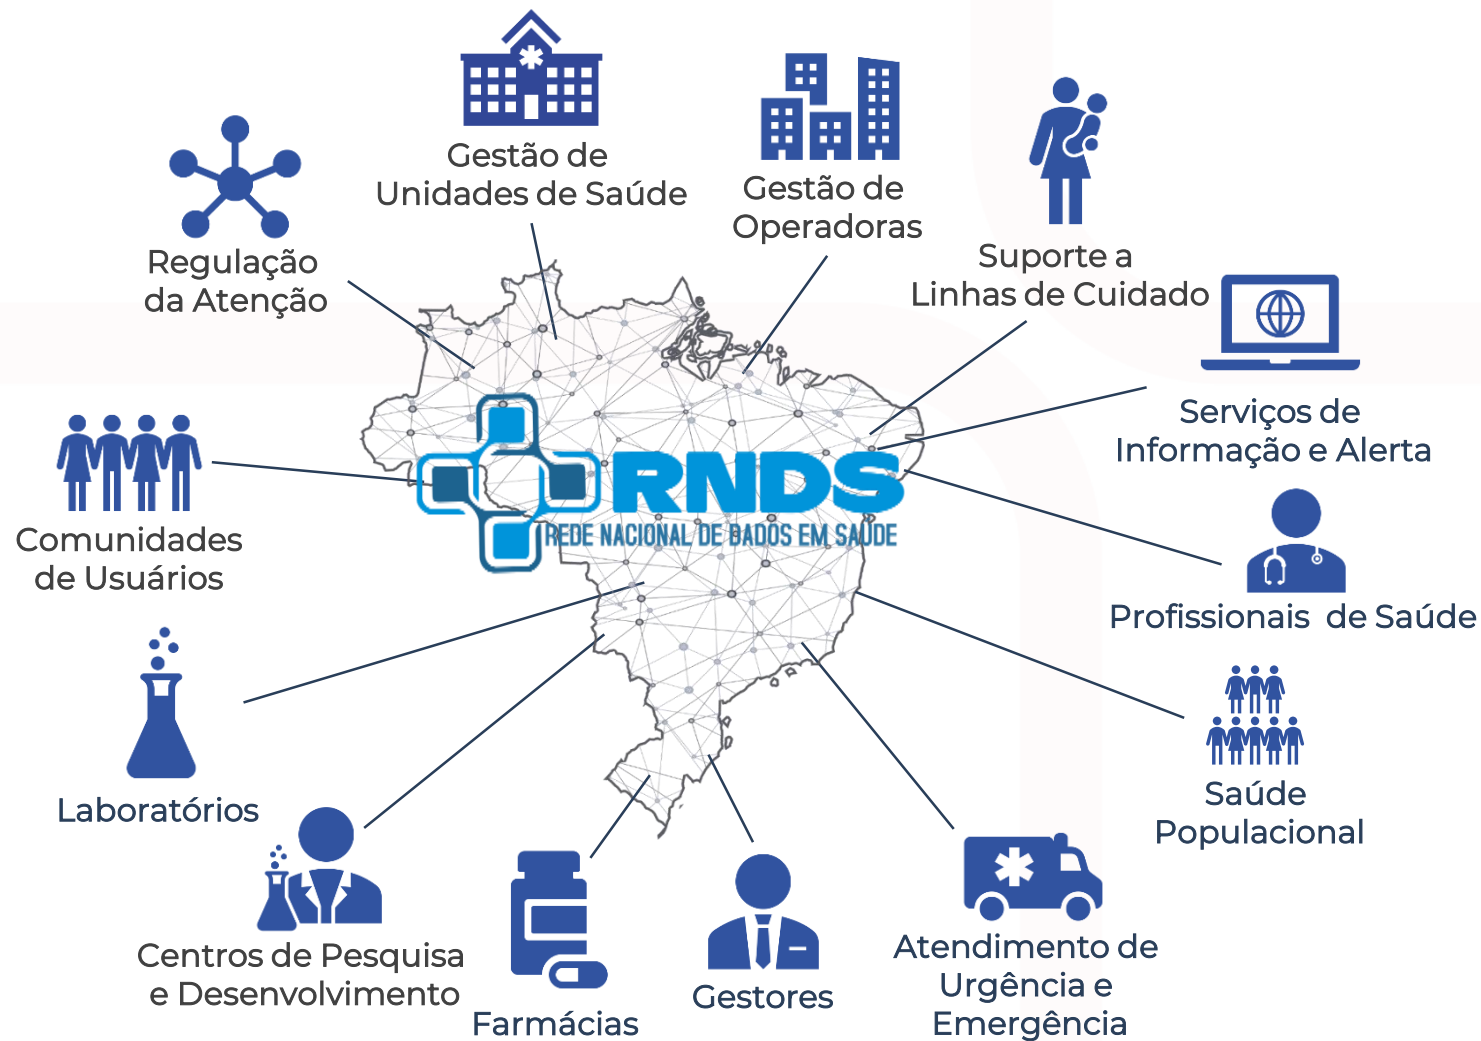 Gestão de
Unidades de Saúde
Gestão de
Operadoras
Regulação
da Atenção
Suporte a
Linhas de Cuidado
Serviços de
Informação e Alerta
RNDS
REDE NACIONAL DE DADOS EM SAÚDE
Comunidades
de Usuários
Profissionais de Saúde
Laboratórios
Saúde
Populacional
Centros de Pesquisa
e Desenvolvimento
Farmácias
Gestores
Atendimento de
Urgência e
Emergência